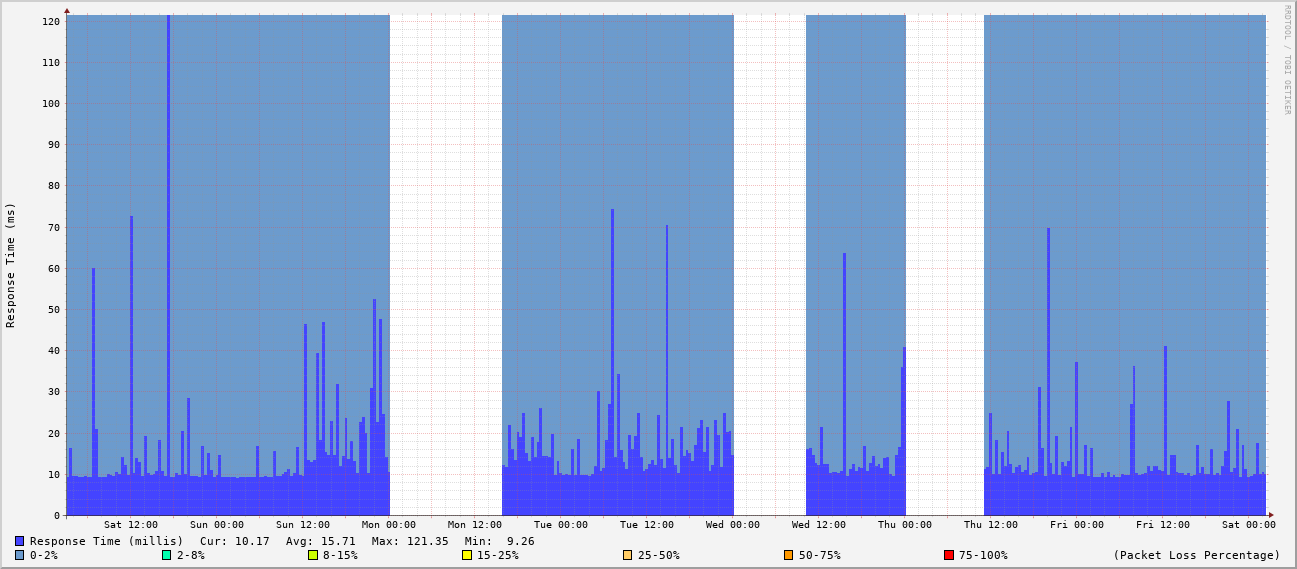 RRDTOOL / TOBI OETIKER
Response Time (ms)
120
110
100
90
80
70
60
50
40
30
20
10
0
Sat 12:00 Sun 00:00 Sun 12:00 Mon 00:00 Mon 12:00 Tue 00:00 Tue 12:00 Wed 00:00 Wed 12:00 Thu 00:00 Thu 12:00 Fri 00:00 Fri 12:00 Sat 00:00
Response Time (millis) Cur: 10.17 Avg: 15.71 Max: 121.35 Min: 9.26
0-2% 2-8% 8-15% 15-25% 25-50% 50-75% 75-100% (Packet Loss Percentage)